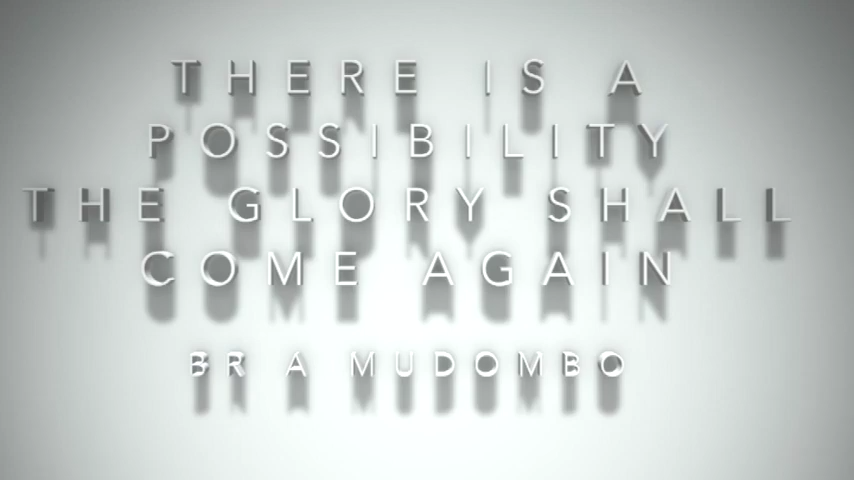 THERE IS A
POSSIBILITY
THE GLORY SHALL
COME AGAIN
BR A MUDOMBO